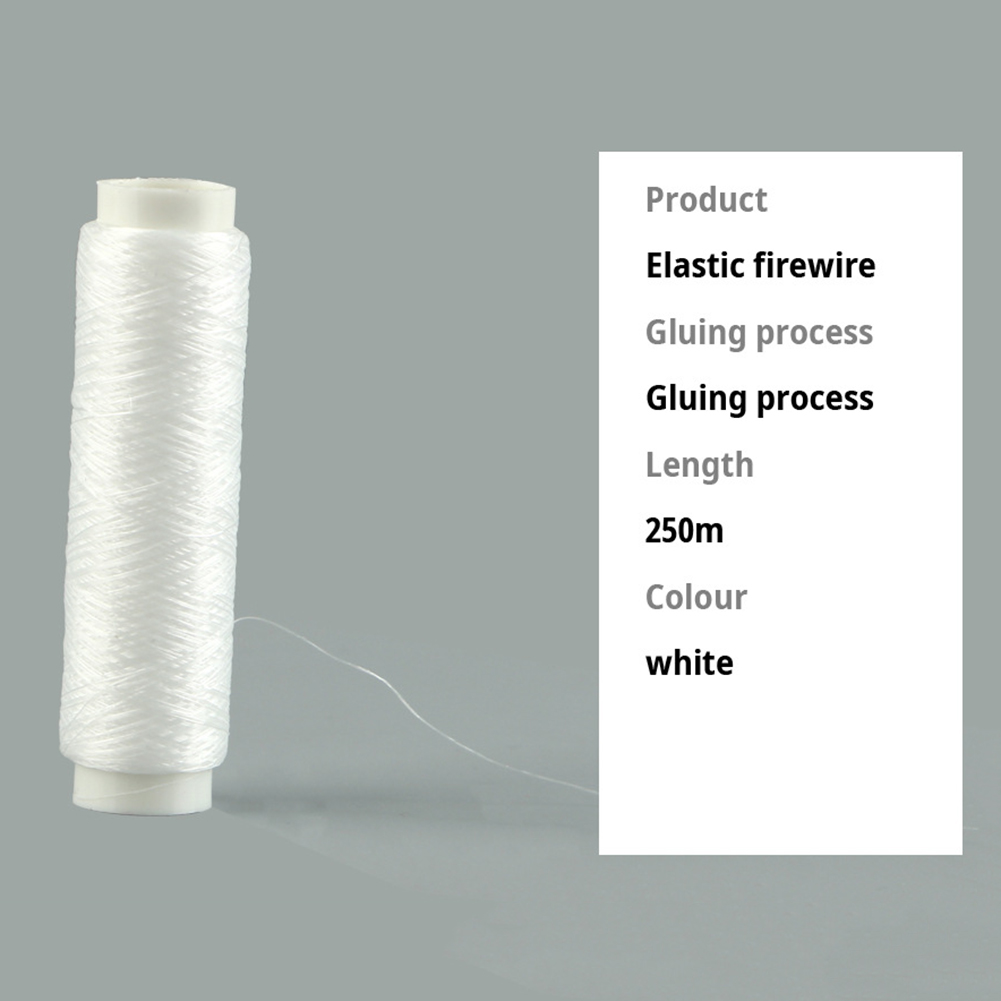 Product
Elastic firewire
Gluing process
Gluing process
Length
250m
Colour
white